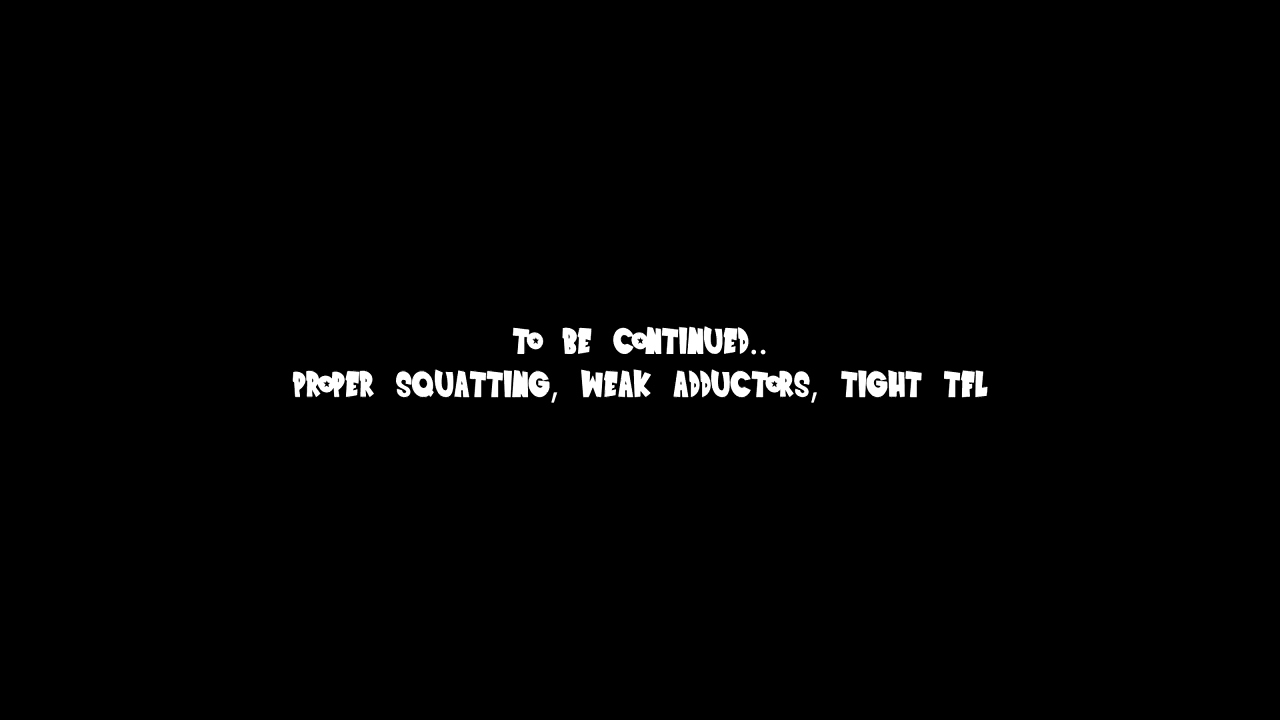 TO BE CONTINUED..
PROPER SQUATTING, WEAK ADDUCTORS, TIGHT TFL